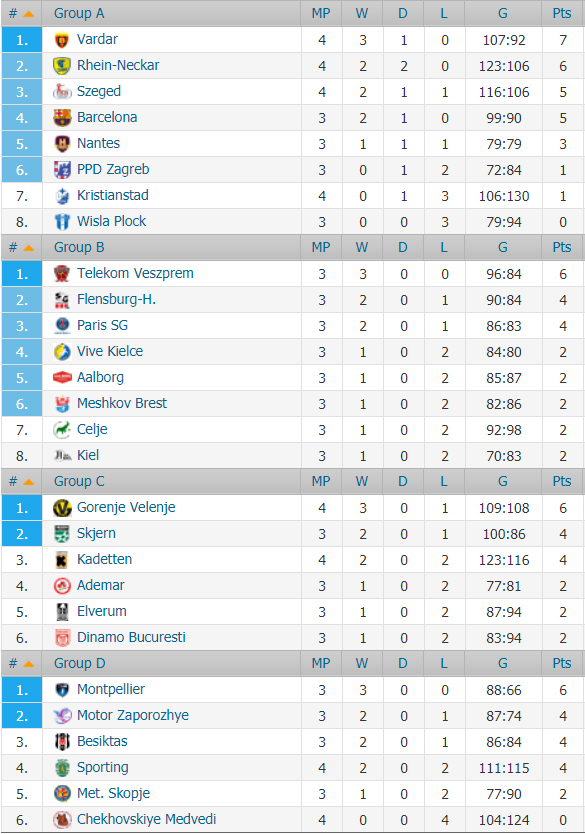 # Group A MP W D L G Pts
1. Vardar 4 3 1 0 107:92 7
2. Rhein-Neckar 4 2 2 0 123:106 6
3. Szeged 4 2 1 1 116:106 5
4. Barcelona 3 2 1 0 99:90 5
5. Nantes 3 1 1 1 79:79 3
6. PPD Zagreb 3 0 1 2 72:84 1
7. Kristianstad 4 0 1 3 106:130 1
8. Wisla Plock 3 0 0 3 79:94 0
# Group B MP W D L G Pts
1. Telekom Veszprem 3 3 0 0 96:84 6
2. Flensburg-H. 3 2 0 1 90:84 4
3. Paris SG 3 2 0 1 86:83 4
4. Vive Kielce 3 1 0 2 84:80 2
5. Aalborg 3 1 0 2 85:87 2
6. Meshkov Brest 3 1 0 2 82:86 2
7. Celje 3 1 0 2 92:98 2
8. Kiel 3 1 0 2 70:83 2
# Group C MP W D L G Pts
1. Gorenje Velenje 4 3 0 1 109:108 6
2. Skjern 3 2 0 1 100:86 4
3. Kadetten 4 2 0 2 123:116 4
4. Ademar 3 1 0 2 77:81 2
5. Elverum 3 1 0 2 87:94 2
6. Dinamo Bucuresti 3 1 0 2 83:94 2
# Group D MP W D L G Pts
1. Montpellier 3 3 0 0 88:66 6
2. Motor Zaporozhye 3 2 0 1 87:74 4
3. Besiktas 3 2 0 1 86:84 4
4. Sporting 4 2 0 2 111:115 4
5. Met. Skopje 3 1 0 2 77:90 2
6. Chekhovskiye Medvedi 4 0 0 4 104:124 0